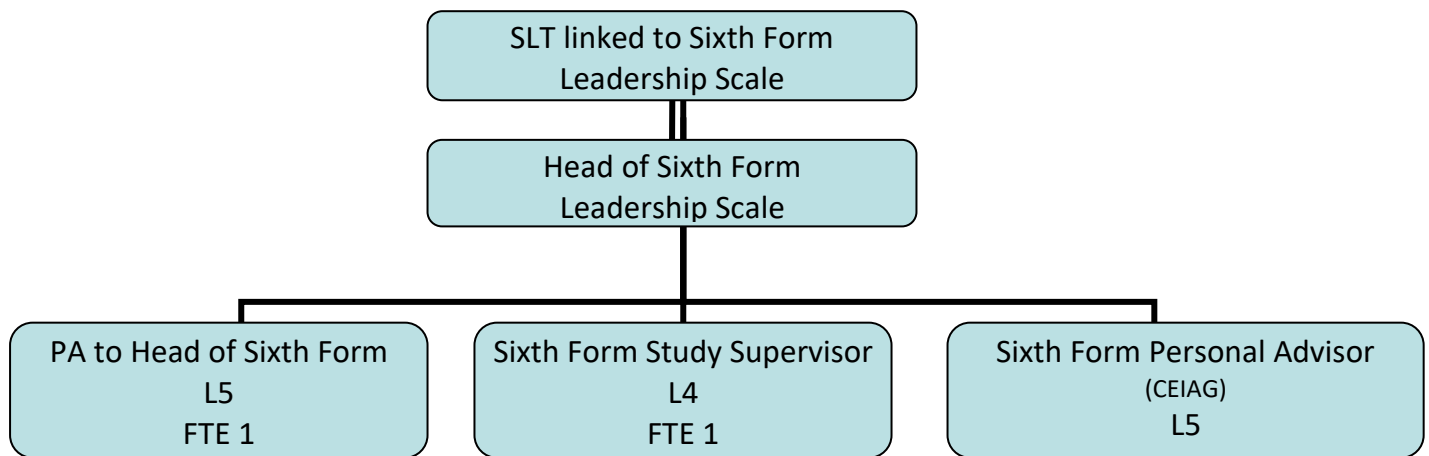 SLT linked to Sixth Form
Leadership Scale
Head of Sixth Form
Leadership Scale
PA to Head of Sixth Form
L5
FTE 1
Sixth Form Study Supervisor
L4
FTE 1
Sixth Form Personal Advisor
(CEIAG)
L5